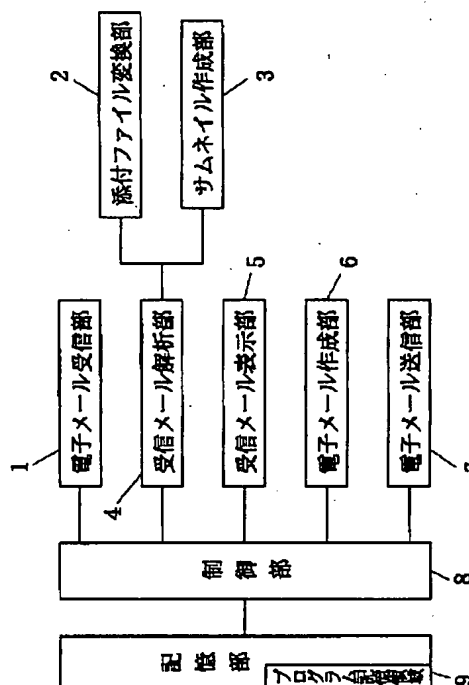 1
電子メール受信部
2
添付ファイル変換部
3
サムネイル作成部
4
受信メール解析部
5
受信メール表示部
6
電子メール作成部
電子メール送信部
制御部
8
記憶部
プログラム
9